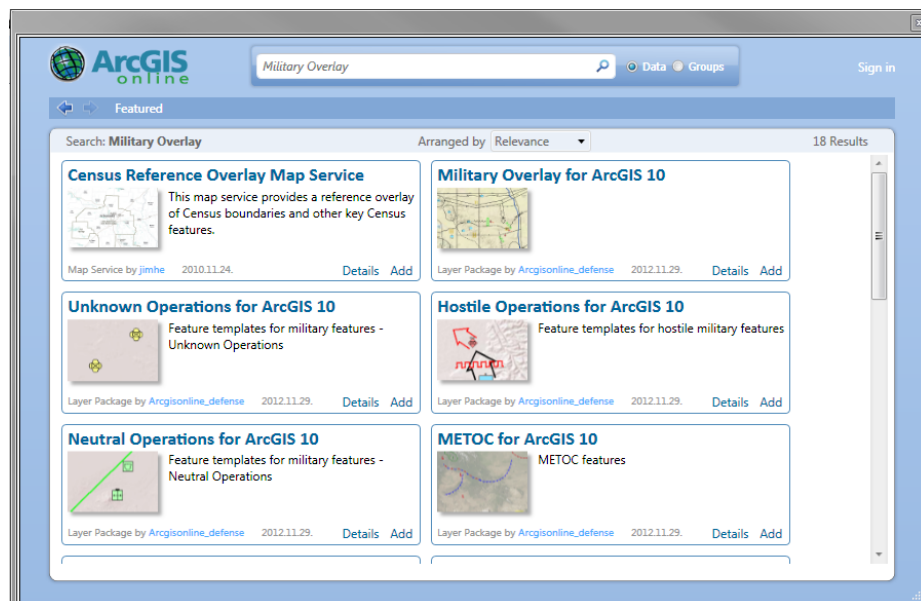 ArcGIS
online
Military Overlay
Data
Groups
Sign in
Featured
Search: Military Overlay
Arranged by Relevance
18 Results
Census Reference Overlay Map Service
This map service provides a reference overlay
of Census boundaries and other key Census
features.
Map Service by jimhe 2010.11.24. Details Add
Military Overlay for ArcGIS 10
Layer Package by Arcgisonline_defense 2012.11.29. Details Add
Unknown Operations for ArcGIS 10
Feature templates for military features -
Unknown Operations
Layer Package by Arcgisonline_defense 2012.11.29. Details Add
Hostile Operations for ArcGIS 10
Feature templates for hostile military features
Layer Package by Arcgisonline_defense 2012.11.29. Details Add
Neutral Operations for ArcGIS 10
Feature templates for military features -
Neutral Operations
Layer Package by Arcgisonline_defense 2012.11.29. Details Add
METOC for ArcGIS 10
METOC features
Layer Package by Arcgisonline_defense 2012.11.29. Details Add